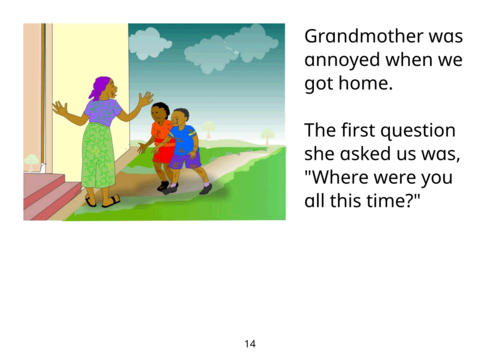 Grandmother was
annoyed when we
got home.
The first question
she asked us was,
"Where were you
all this time?"
14